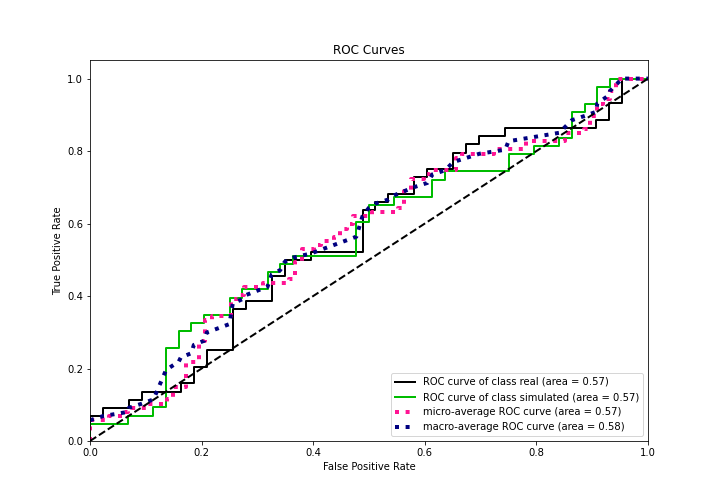 ROC Curves
True Positive Rate
1.0
0.8
0.6
0.4
0.2
0.0
0.0 0.2 0.4 0.6 0.8 1.0
False Positive Rate
ROC curve of class real (area = 0.57)
ROC curve of class simulated (area = 0.57)
micro-average ROC curve (area = 0.57)
macro-average ROC curve (area = 0.58)